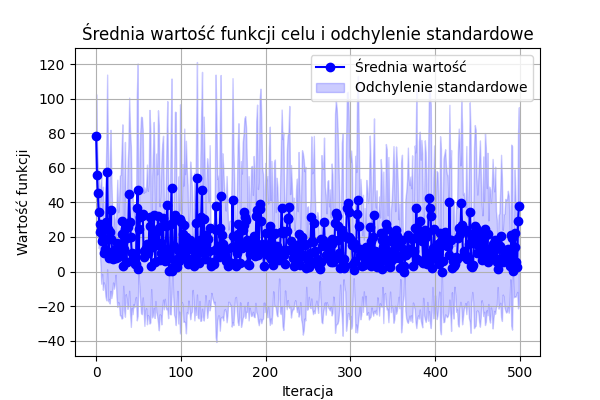 Średnia wartość funkcji celu i odchylenie standardowe
Średnia wartość
Odchylenie standardowe
Wartość funkcji
120
100
80
60
40
20
0
−20
−40
0 100 200 300 400 500
Iteracja